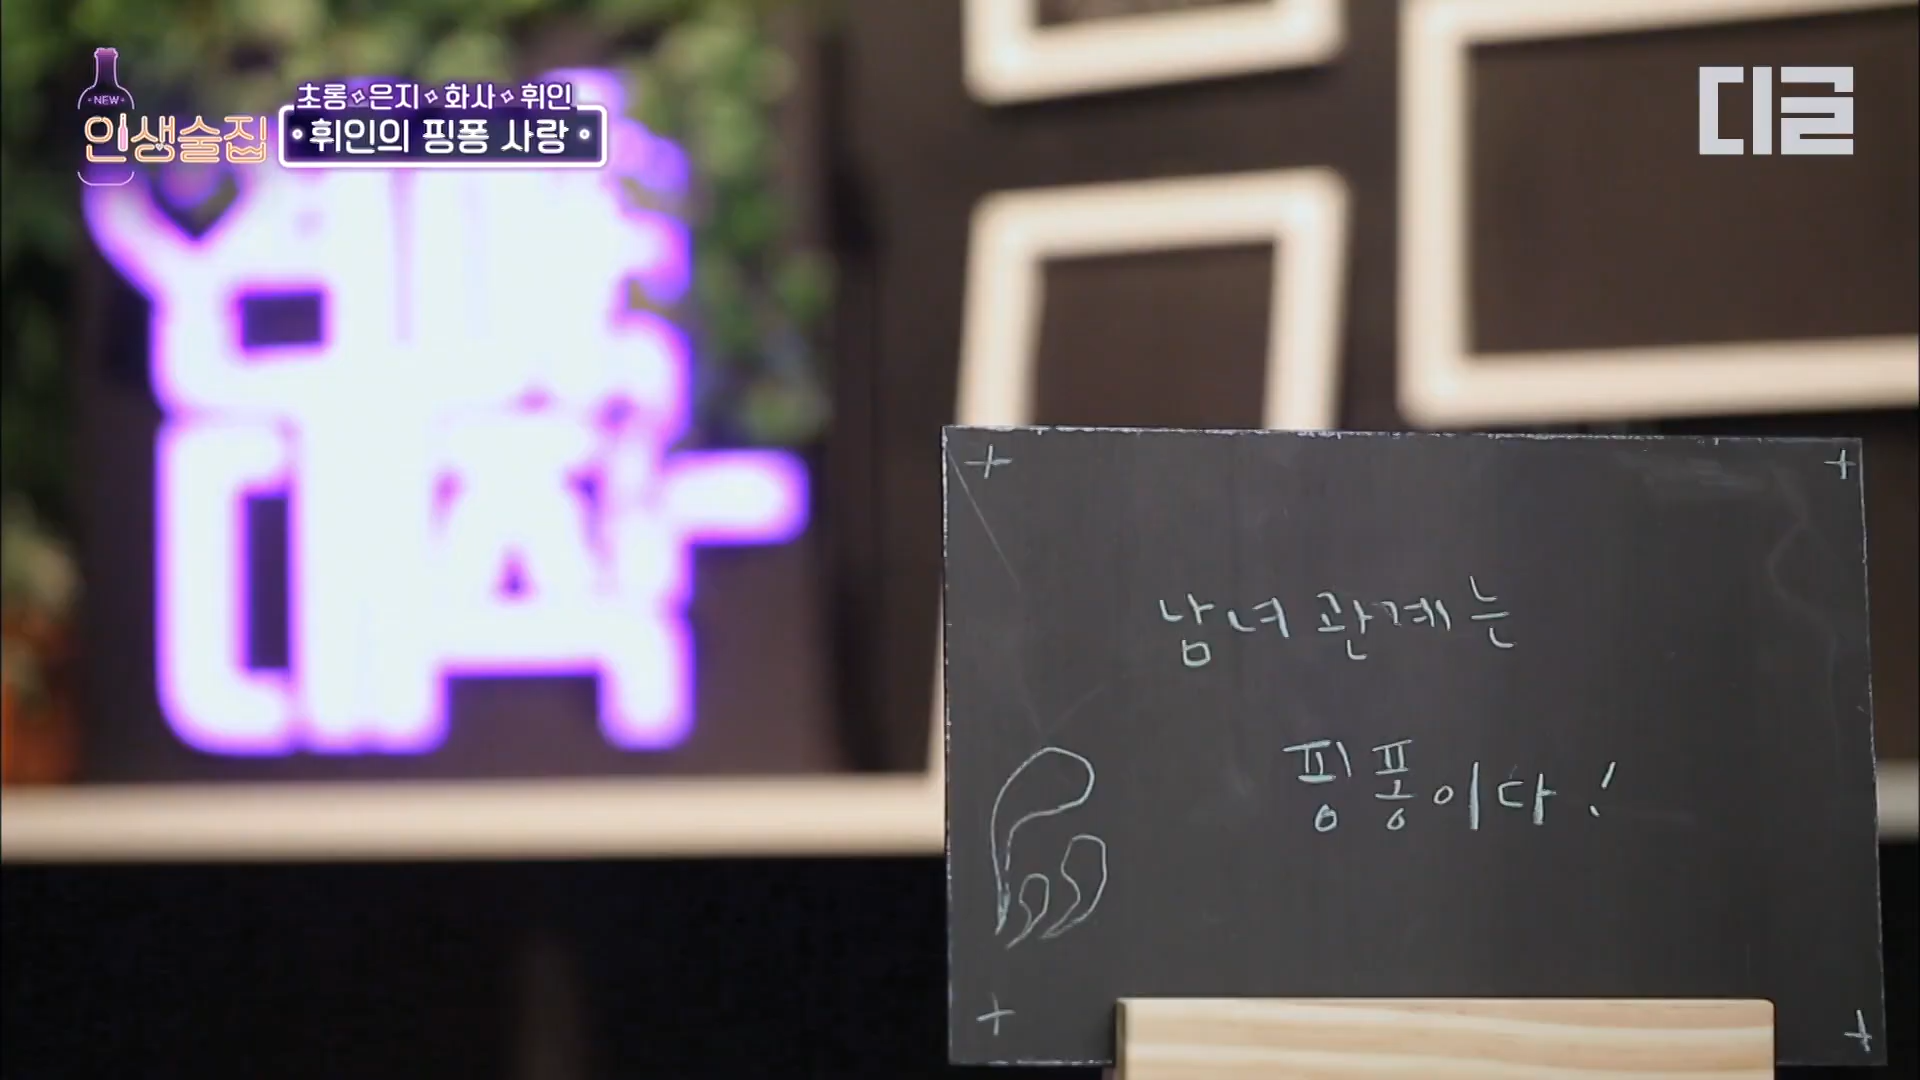 NEW
인생술집
초롱 은지 화사 휘인
휘인의 핑퐁 사랑
디글
남녀관계는
핑퐁이다!